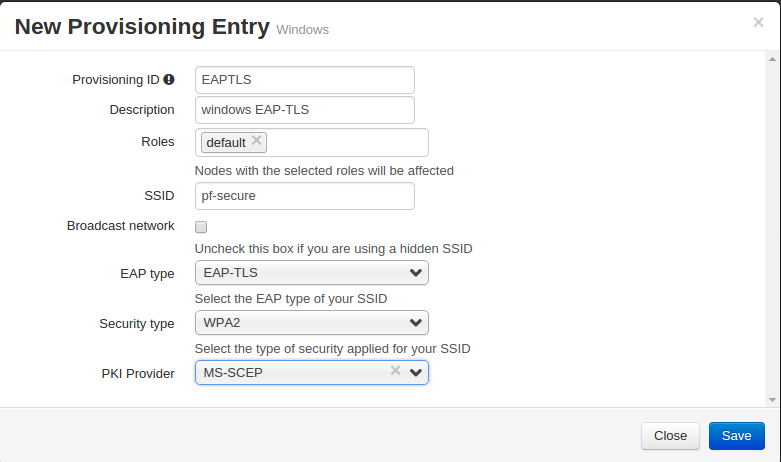 New Provisioning Entry Windows
Provisioning ID EAPTLS
Description windows EAP-TLS
Roles default
Nodes with the selected roles will be affected
SSID pf-secure
Broadcast network
Uncheck this box if you are using a hidden SSID
EAP type EAP-TLS
Select the EAP type of your SSID
Security type WPA2
Select the type of security applied for your SSID
PKI Provider MS-SCEP
Close Save